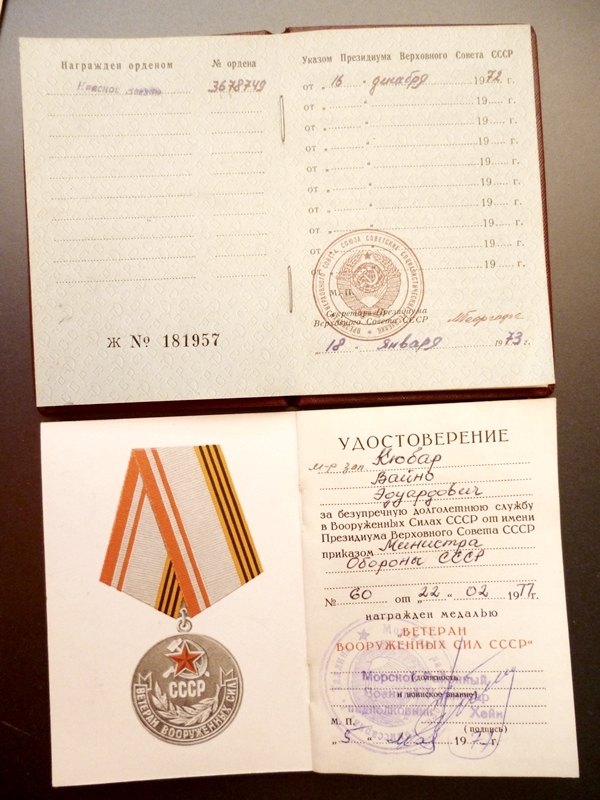 Награжден орденом
№ ордена
3678749
Указом Президиума Верховного Совета СССР
от „ 16 " декабря 1972 г.
от „ " 19 г.
от „ " 19 г.
от „ " 19 г.
от „ " 19 г.
от „ " 19 г.
от „ " 19 г.
от „ " 19 г.
от „ " 19 г.
19 г.
М. П.
Секретарь Президиума
Верховного Совета СССР
„ 18 " января 1973 г.
Ж № 181957
УДОСТОВЕРЕНИЕ
м-р зап Кюбар
Вайно
Эдуардович
за безупречную долголетнюю службу
в Вооруженных Силах СССР от имени
Президиума Верховного Совета СССР
приказом Министра
Обороны СССР
№ 60 от „ 22 „ 02 1977 г.
награжден медалью
"ВЕТЕРАН
ВООРУЖЕННЫХ СИЛ СССР"
(должность
и воинское звание)
М. П.
(подпись)
СССР
ВЕТЕРАН ВООРУЖЕННЫХ СИЛ